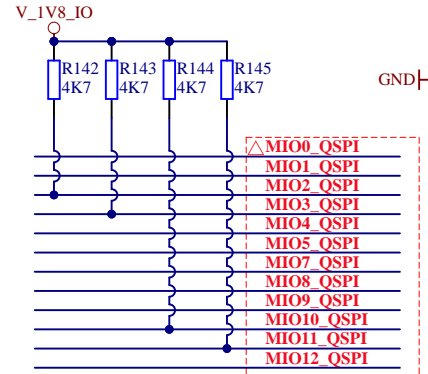 V_1V8_IO
R142 R143 R144 R145
4K7 4K7 4K7 4K7
GND
MIO0_QSPI
MIO1_QSPI
MIO2_QSPI
MIO3_QSPI
MIO4_QSPI
MIO5_QSPI
MIO7_QSPI
MIO8_QSPI
MIO9_QSPI
MIO10_QSPI
MIO11_QSPI
MIO12_QSPI